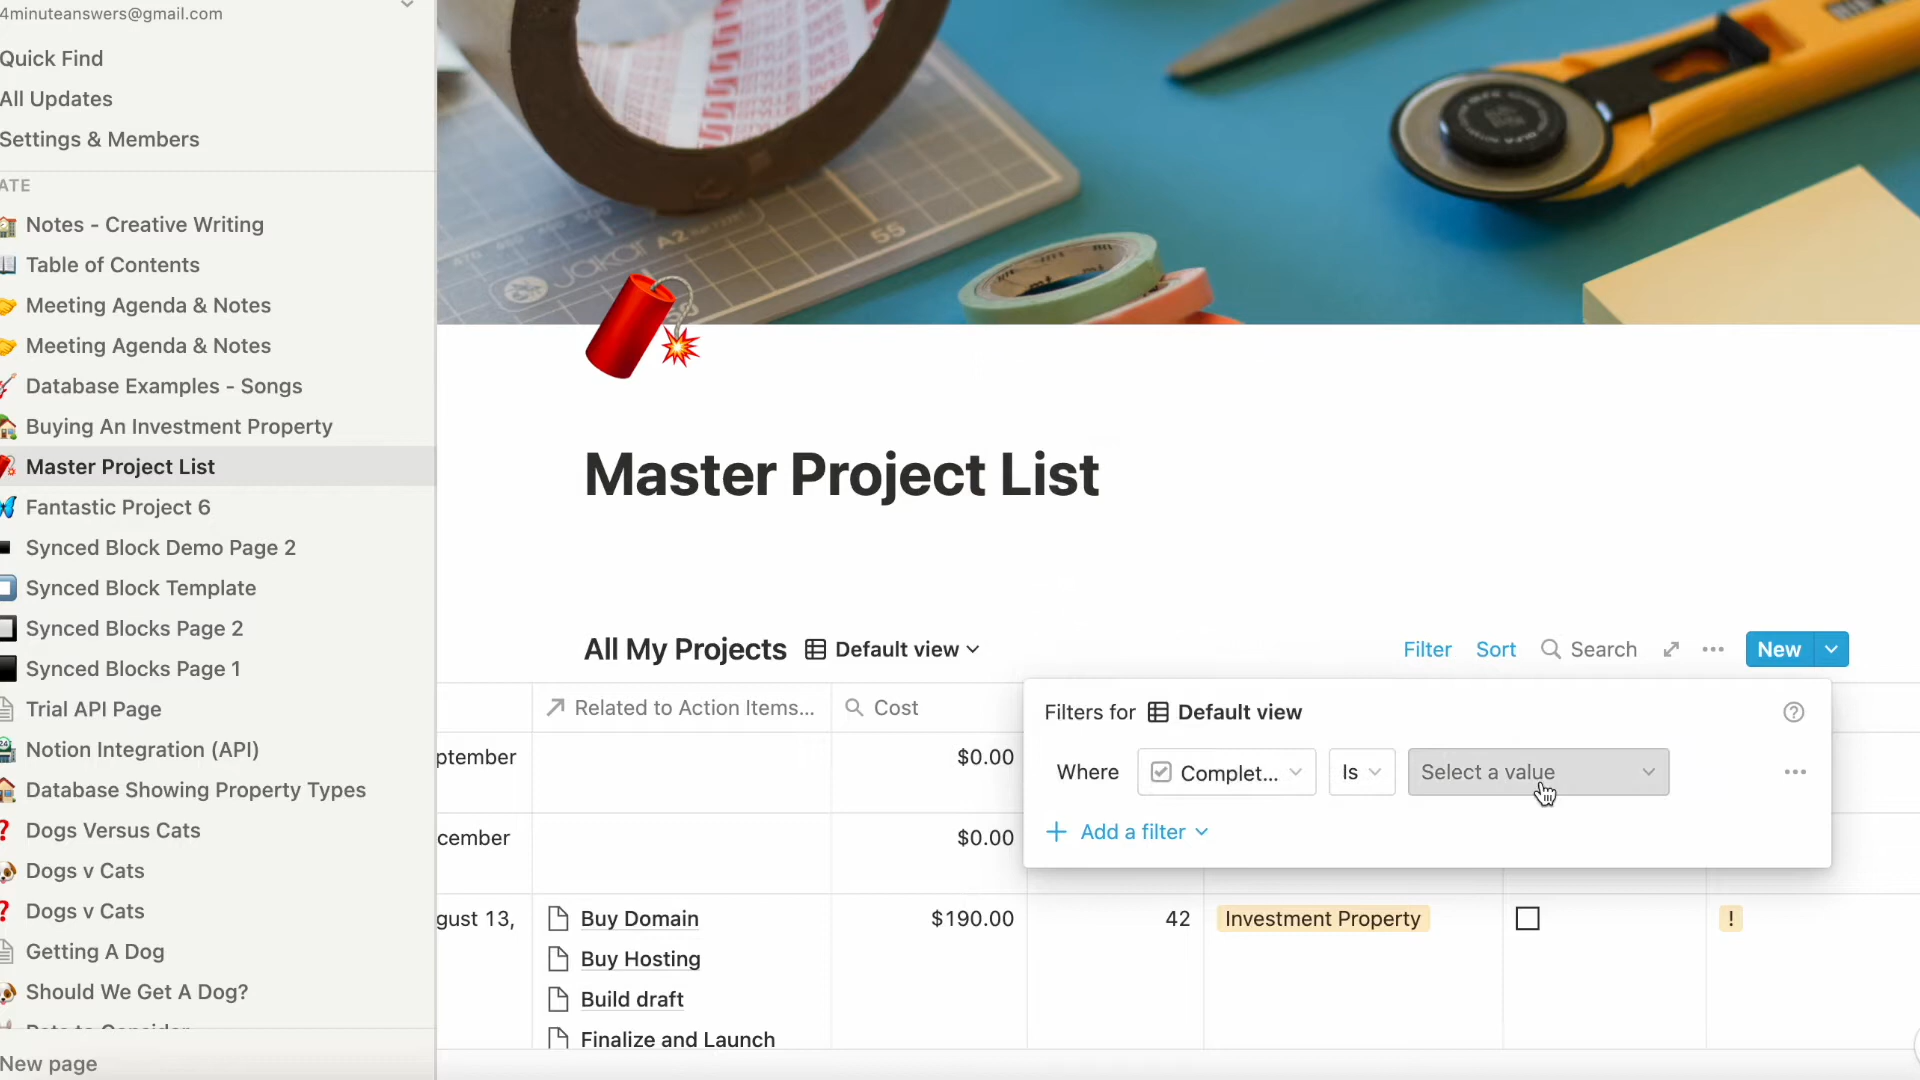 4minuteanswers@gmail.com
Quick Find
All Updates
Settings & Members
ATE
Notes - Creative Writing
Table of Contents
Meeting Agenda & Notes
Meeting Agenda & Notes
Database Examples - Songs
Buying An Investment Property
Master Project List
Fantastic Project 6
Synced Block Demo Page 2
Synced Block Template
Synced Blocks Page 2
Synced Blocks Page 1
Trial API Page
Notion Integration (API)
Database Showing Property Types
Dogs Versus Cats
Dogs v Cats
Dogs v Cats
Getting A Dog
Should We Get A Dog?
New page
JAKAR A2
55
mt
Master Project List
All My Projects Default view
Filter Sort Search New
Related to Action Items... Cost
Filters for Default view
Where Complet... Is Select a value
+ Add a filter
ptember $0.00
cember $0.00
gust 13, Buy Domain $190.00 42 Investment Property !
Buy Hosting
Build draft
Finalize and Launch